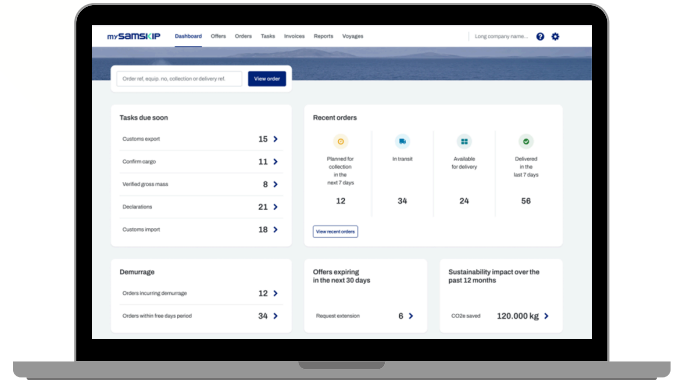 mySAMSKIP Dashboard Offers Orders Tasks Invoices Reports Voyages Long company name...
Order ref, equip. no, collection or delivery ref. View order
Tasks due soon
Customs export 15
Confirm cargo 11
Verified gross mass 8
Declarations 21
Customs import 18
Recent orders
Planned for
collection
in the
next 7 days
12
In transit
34
Available
for delivery
24
Delivered
in the
last 7 days
56
View recent orders
Demurrage
Orders incurring demurrage 12
Orders within free days period 34
Offers expiring
in the next 30 days
Request extension 6
Sustainability impact over the
past 12 months
CO2e saved 120.000 kg